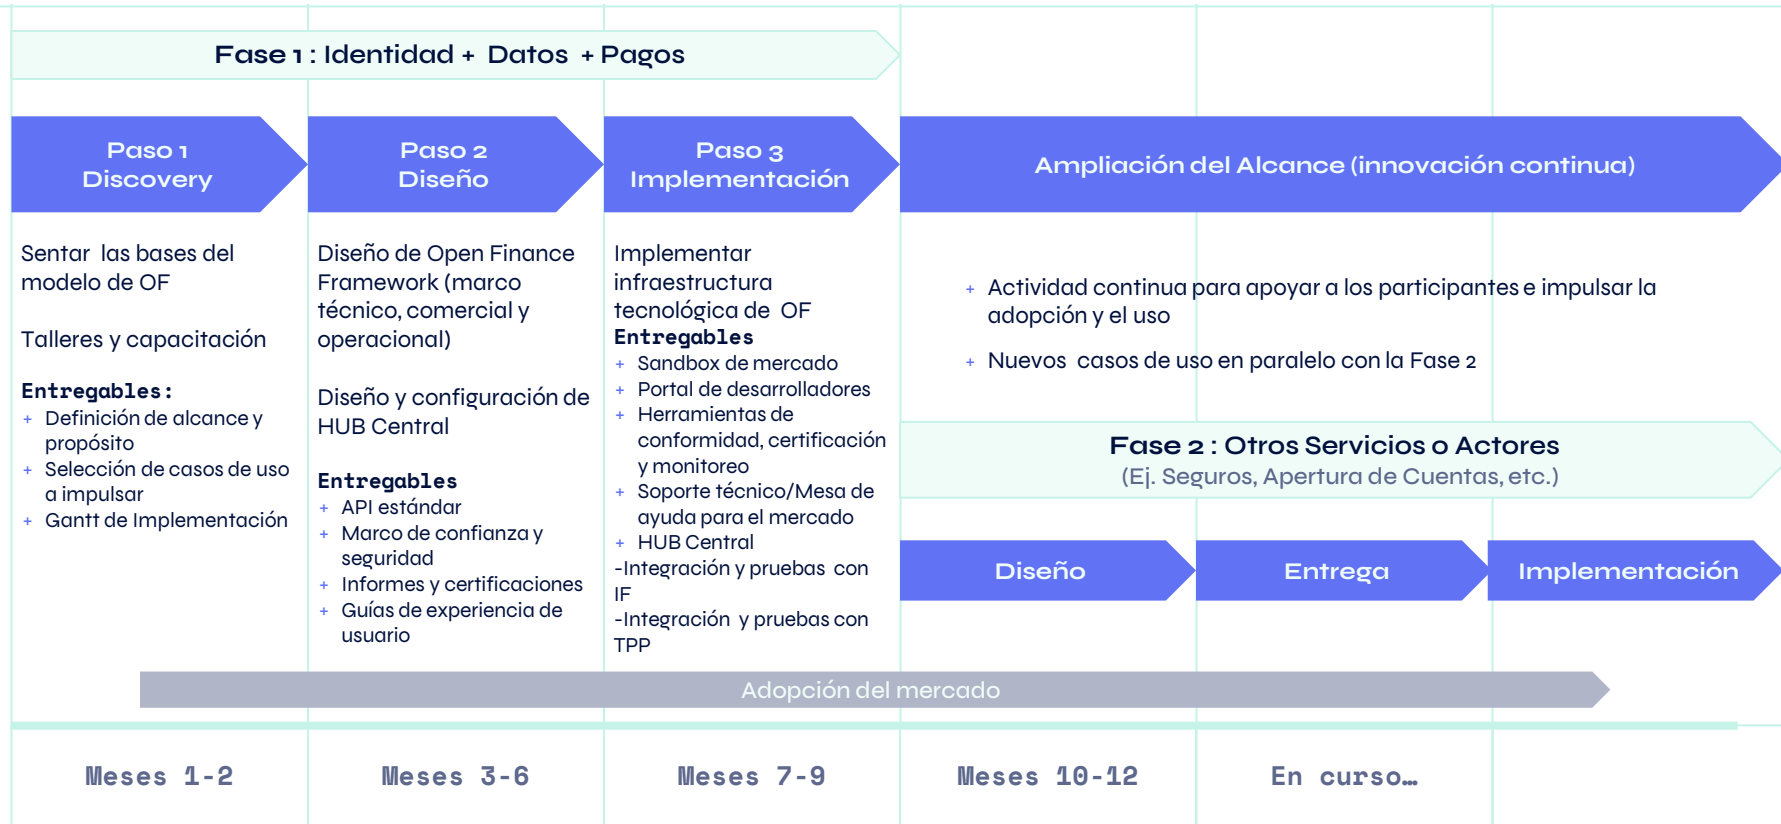 Fase 1 : Identidad + Datos + Pagos
Paso 1
Discovery
Sentar las bases del
modelo de OF
Talleres y capacitación
Entregables:
+ Definición de alcance y
propósito
+ Selección de casos de uso
a impulsar
+ Gantt de Implementación
Paso 2
Diseño
Diseño de Open Finance
Framework (marco
técnico, comercial y
operacional)
Diseño y configuración de
HUB Central
Entregables
+ API estándar
+ Marco de confianza y
seguridad
+ Informes y certificaciones
+ Guías de experiencia de
usuario
Paso 3
Implementación
Implementar
infraestructura
tecnológica de OF
Entregables
+ Sandbox de mercado
+ Portal de desarrolladores
+ Herramientas de
conformidad, certificación
y monitoreo
+ Soporte técnico/Mesa de
ayuda para el mercado
+ HUB Central
-Integración y pruebas con
IF
-Integración y pruebas con
TPP
Ampliación del Alcance (innovación continua)
+ Actividad continua para apoyar a los participantes e impulsar la
adopción y el uso
+ Nuevos casos de uso en paralelo con la Fase 2
Fase 2 : Otros Servicios o Actores
(Ej. Seguros, Apertura de Cuentas, etc.)
Diseño
Entrega
Implementación
Adopción del mercado
Meses 1-2
Meses 3-6
Meses 7-9
Meses 10-12
En curso…